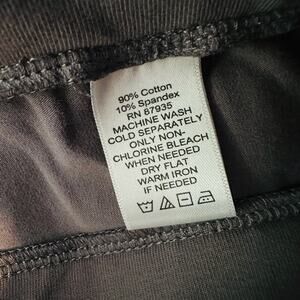 90% Cotton
10% Spandex
RN 87935
MACHINE WASH
COLD SEPARATELY
ONLY NON-
CHLORINE BLEACH
WHEN NEEDED
DRY FLAT
WARM IRON
IF NEEDED